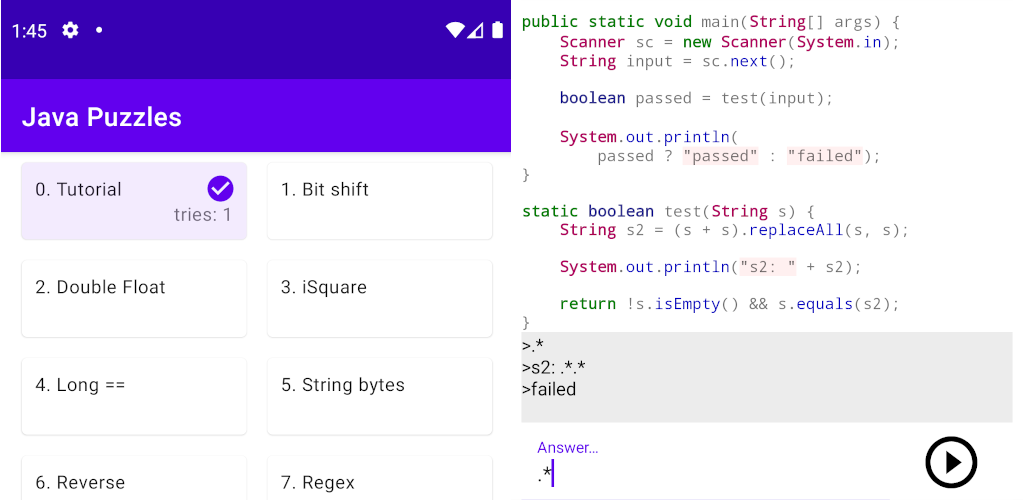 1:45
Java Puzzles
0. Tutorial
tries: 1
1. Bit shift
2. Double Float
3. iSquare
4. Long ==
5. String bytes
6. Reverse
7. Regex
public static void main(String[] args) {
    Scanner sc = new Scanner(System.in);
    String input = sc.next();
    boolean passed = test(input);
    System.out.println(
        passed ? "passed" : "failed");
}
static boolean test(String s) {
    String s2 = (s + s).replaceAll(s, s);
    System.out.println("s2: " + s2);
    return !s.isEmpty() && s.equals(s2);
}
>.*
>s2: .*.*
>failed
Answer...
.*